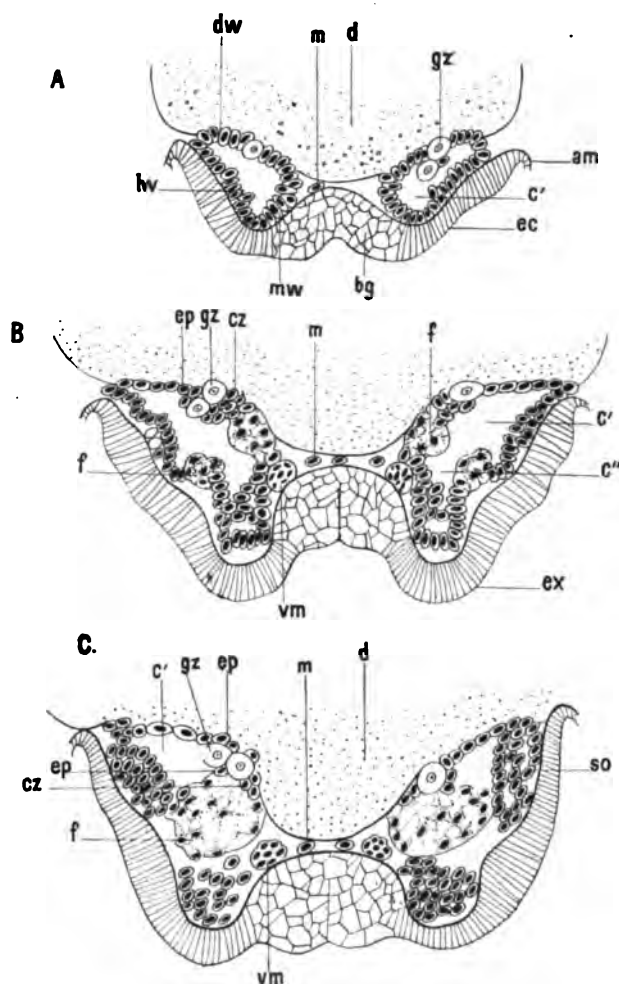 A
dw m d gz
hv
am
c'
ec
mw bg
B
ep gz cz m f
c'
f
c"
vm
ex
C.
c' gz ep m d
ep
cz
so
f
vm